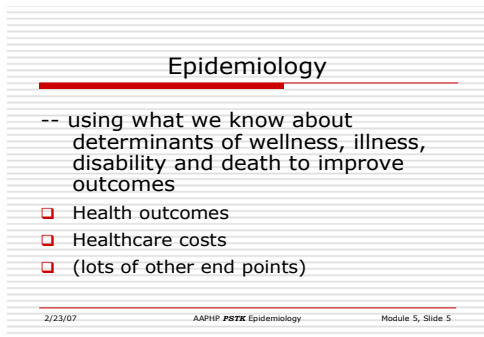 Epidemiology
-- using what we know about
determinants of wellness, illness,
disability and death to improve
outcomes
Health outcomes
Healthcare costs
(lots of other end points)
2/23/07 AAPHP PSTK Epidemiology Module 5, Slide 5